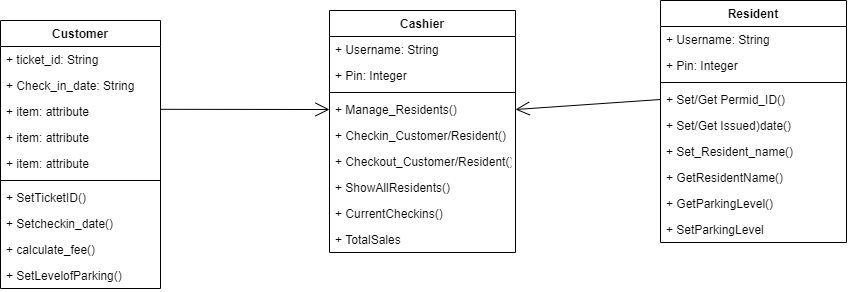 Customer
+ ticket_id: String
+ Check_in_date: String
+ item: attribute
+ item: attribute
+ item: attribute
+ SetTicketID()
+ Setcheckin_date()
+ calculate_fee()
+ SetLevelofParking()
Cashier
+ Username: String
+ Pin: Integer
+ Manage_Residents()
+ Checkin_Customer/Resident()
+ Checkout_Customer/Resident()
+ ShowAllResidents()
+ CurrentCheckins()
+ TotalSales
Resident
+ Username: String
+ Pin: Integer
+ Set/Get Permid_ID()
+ Set/Get Issued)date()
+ Set_Resident_name()
+ GetResidentName()
+ GetParkingLevel()
+ SetParkingLevel